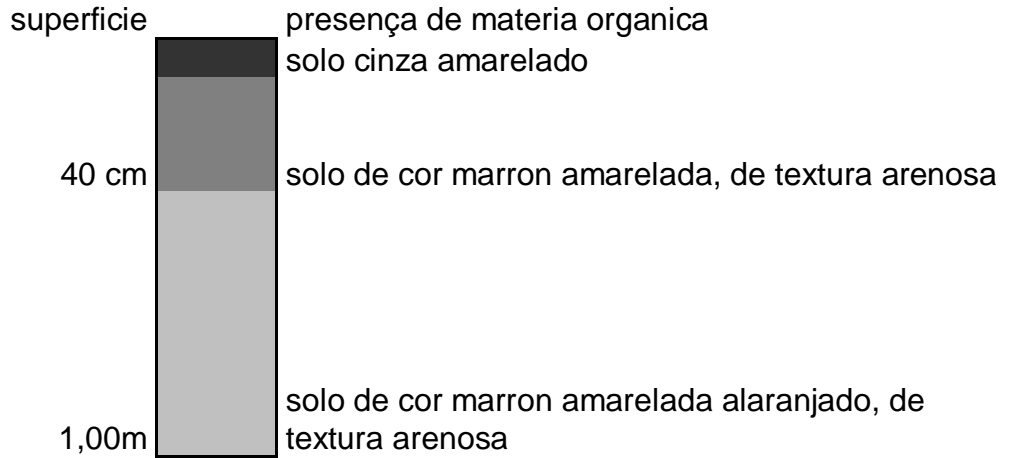 superficie
presença de materia organica
solo cinza amarelado
40 cm
solo de cor marron amarelada, de textura arenosa
solo de cor marron amarelada alaranjado, de
1,00m
textura arenosa